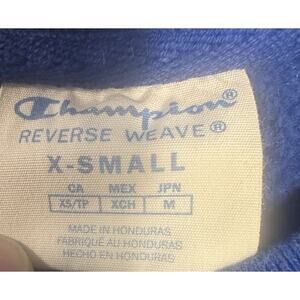 Champion®
REVERSE WEAVE®
X-SMALL
CA MEX JPN
XS/TP XCH M
MADE IN HONDURAS
FABRIQUÉ AU HONDURAS
HECHO EN HONDURAS